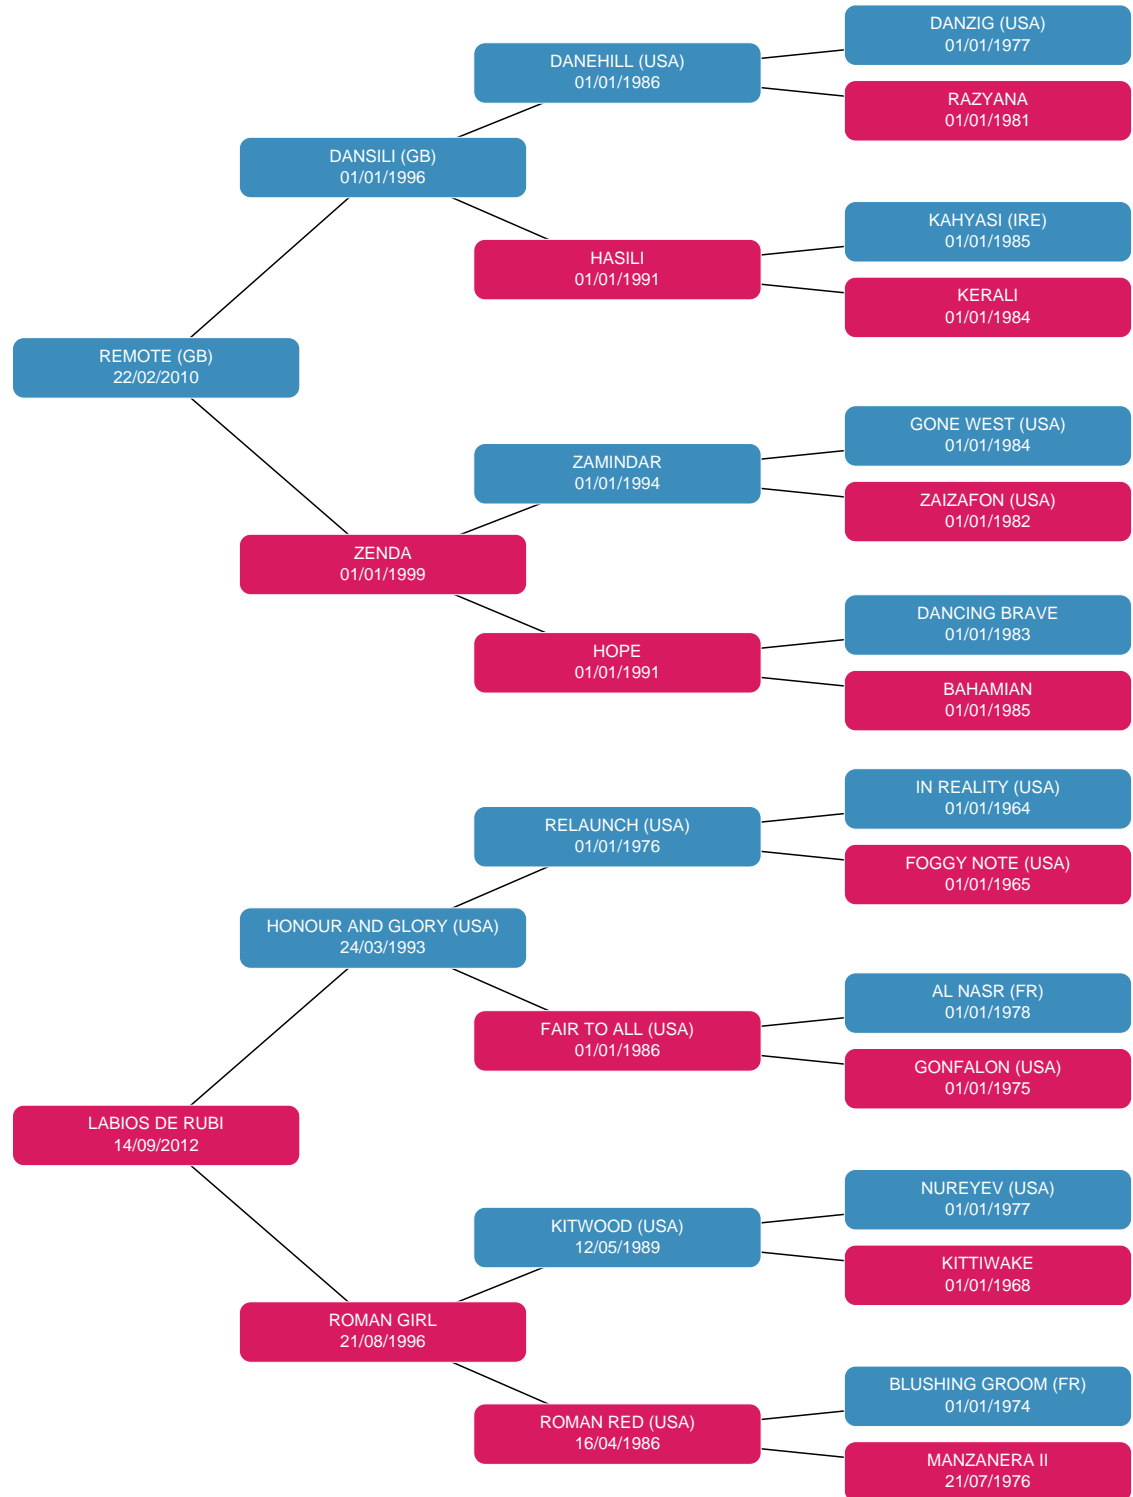 DANZIG (USA)
01/01/1977
DANEHILL (USA)
01/01/1986
RAZYANA
01/01/1981
DANSILI (GB)
01/01/1996
KAHYASI (IRE)
01/01/1985
HASILI
01/01/1991
KERALI
01/01/1984
REMOTE (GB)
22/02/2010
GONE WEST (USA)
01/01/1984
ZAMINDAR
01/01/1994
ZAIZAFON (USA)
01/01/1982
ZENDA
01/01/1999
DANCING BRAVE
01/01/1983
HOPE
01/01/1991
BAHAMIAN
01/01/1985
IN REALITY (USA)
01/01/1964
RELAUNCH (USA)
01/01/1976
FOGGY NOTE (USA)
01/01/1965
HONOUR AND GLORY (USA)
24/03/1993
AL NASR (FR)
01/01/1978
FAIR TO ALL (USA)
01/01/1986
GONFALON (USA)
01/01/1975
LABIOS DE RUBI
14/09/2012
NUREYEV (USA)
01/01/1977
KITWOOD (USA)
12/05/1989
KITTIWAKE
01/01/1968
ROMAN GIRL
21/08/1996
BLUSHING GROOM (FR)
01/01/1974
ROMAN RED (USA)
16/04/1986
MANZANERA II
21/07/1976